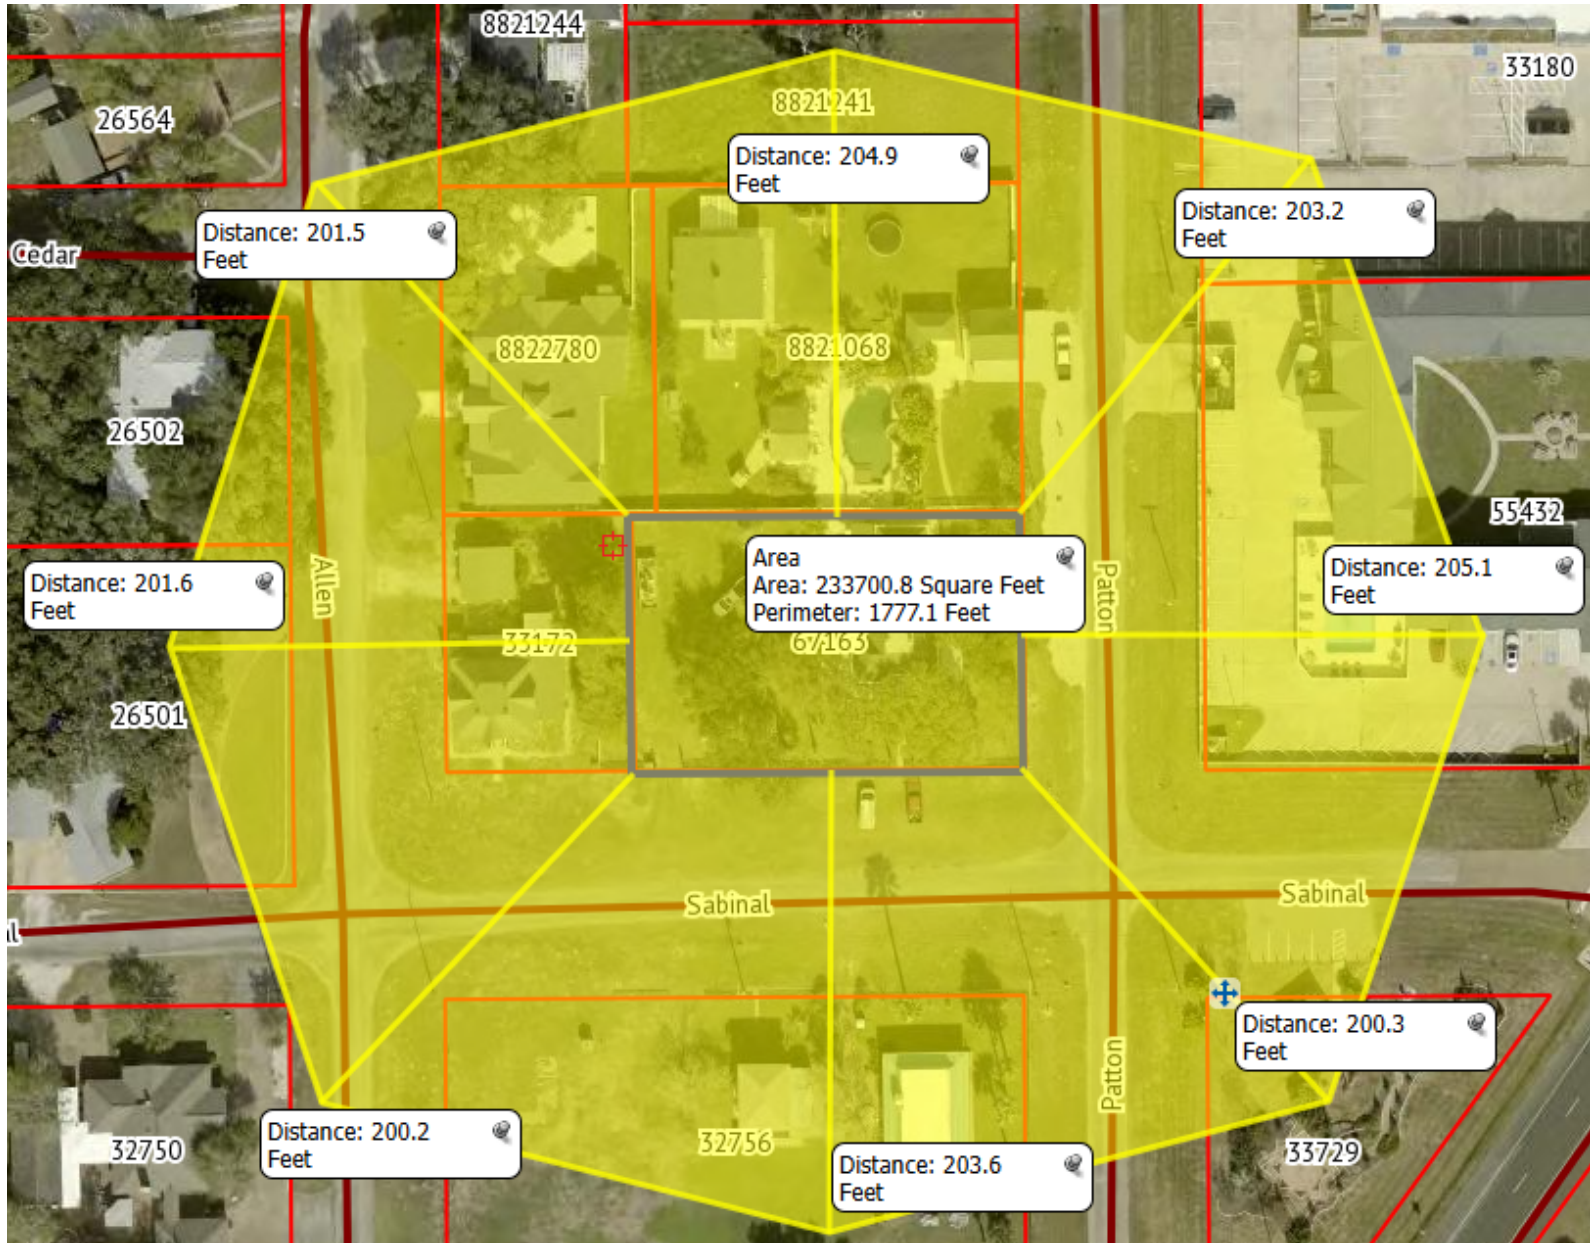 8821244
33180
26564
8821241
Distance: 204.9
Feet
Distance: 201.5
Feet
Distance: 203.2
Feet
Cedar
8822780
8821068
26502
55432
Area
Area: 233700.8 Square Feet
Perimeter: 1777.1 Feet
Distance: 205.1
Feet
Distance: 201.6
Feet
Allen
Patton
33172
67163
26501
Sabinal
Sabinal
al
Distance: 200.3
Feet
Patton
Distance: 200.2
Feet
32750
32756
33729
Distance: 203.6
Feet